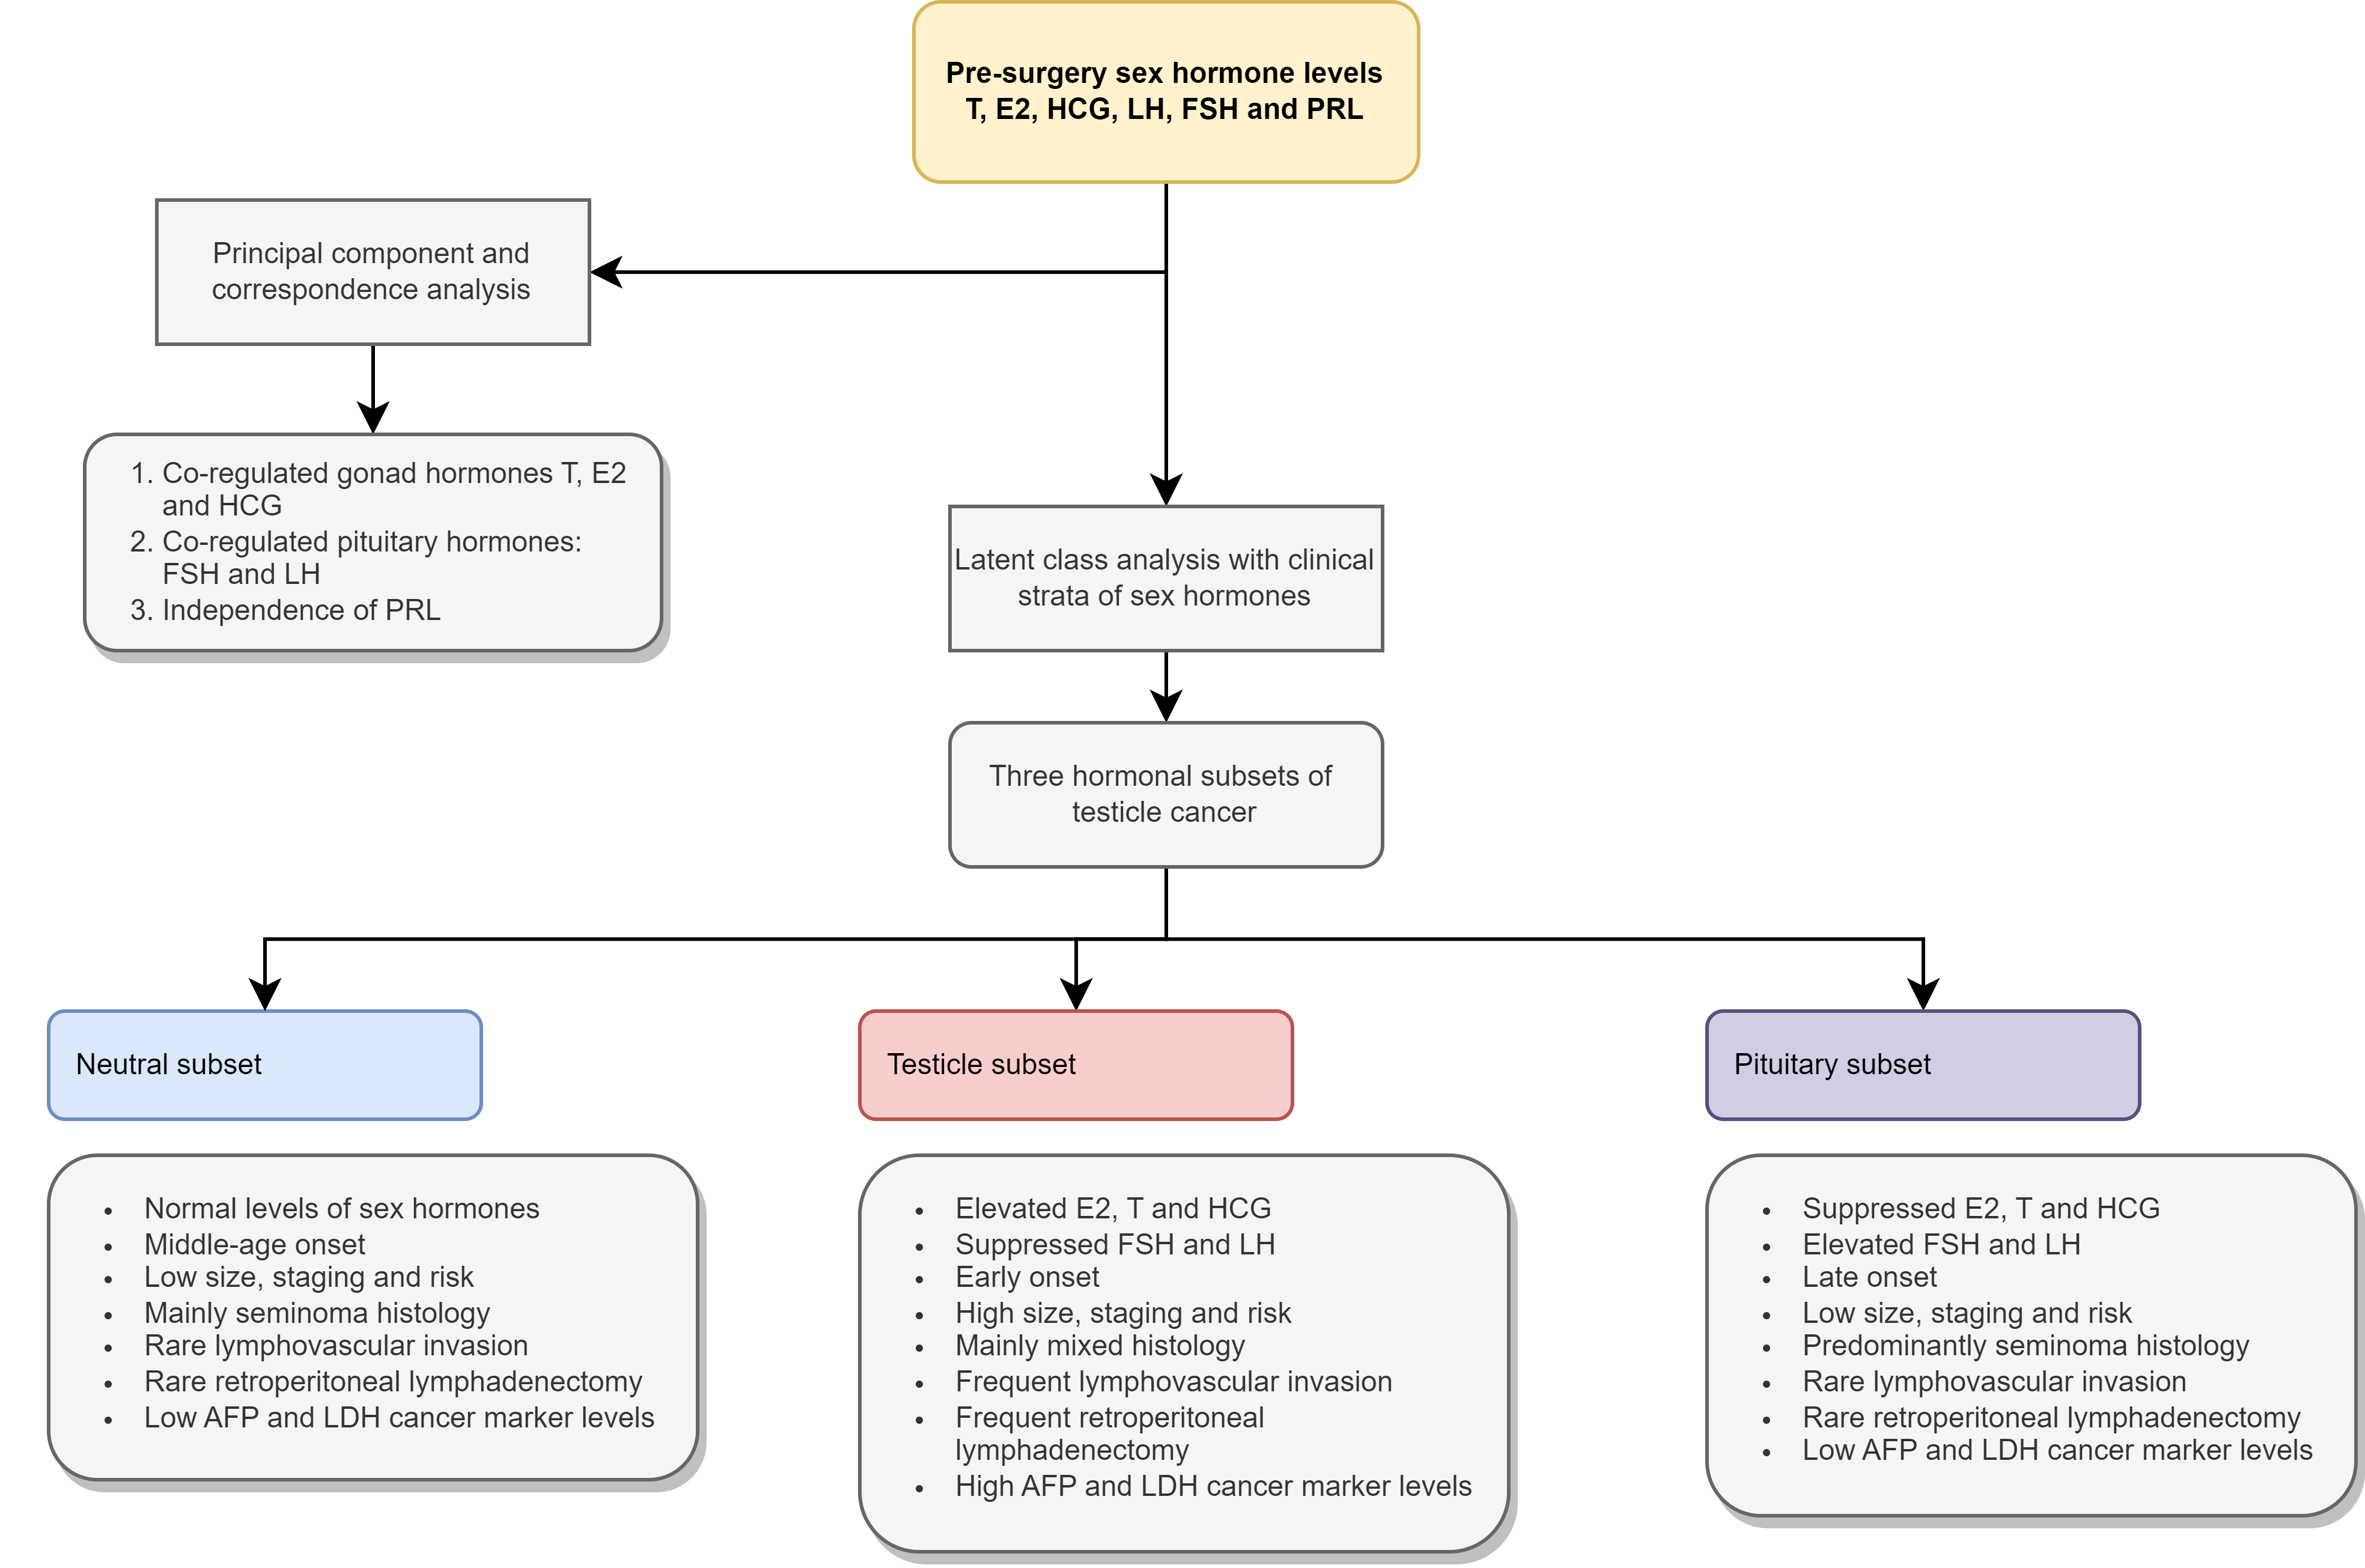 Pre-surgery sex hormone levels
T, E2, HCG, LH, FSH and PRL
Principal component and
correspondence analysis
1. Co-regulated gonad hormones T, E2
and HCG
2. Co-regulated pituitary hormones:
FSH and LH
3. Independence of PRL
Latent class analysis with clinical
strata of sex hormones
Three hormonal subsets of
testicle cancer
Neutral subset
• Normal levels of sex hormones
• Middle-age onset
• Low size, staging and risk
• Mainly seminoma histology
• Rare lymphovascular invasion
• Rare retroperitoneal lymphadenectomy
• Low AFP and LDH cancer marker levels
Testicle subset
• Elevated E2, T and HCG
• Suppressed FSH and LH
• Early onset
• High size, staging and risk
• Mainly mixed histology
• Frequent lymphovascular invasion
• Frequent retroperitoneal
lymphadenectomy
• High AFP and LDH cancer marker levels
Pituitary subset
• Suppressed E2, T and HCG
• Elevated FSH and LH
• Late onset
• Low size, staging and risk
• Predominantly seminoma histology
• Rare lymphovascular invasion
• Rare retroperitoneal lymphadenectomy
• Low AFP and LDH cancer marker levels